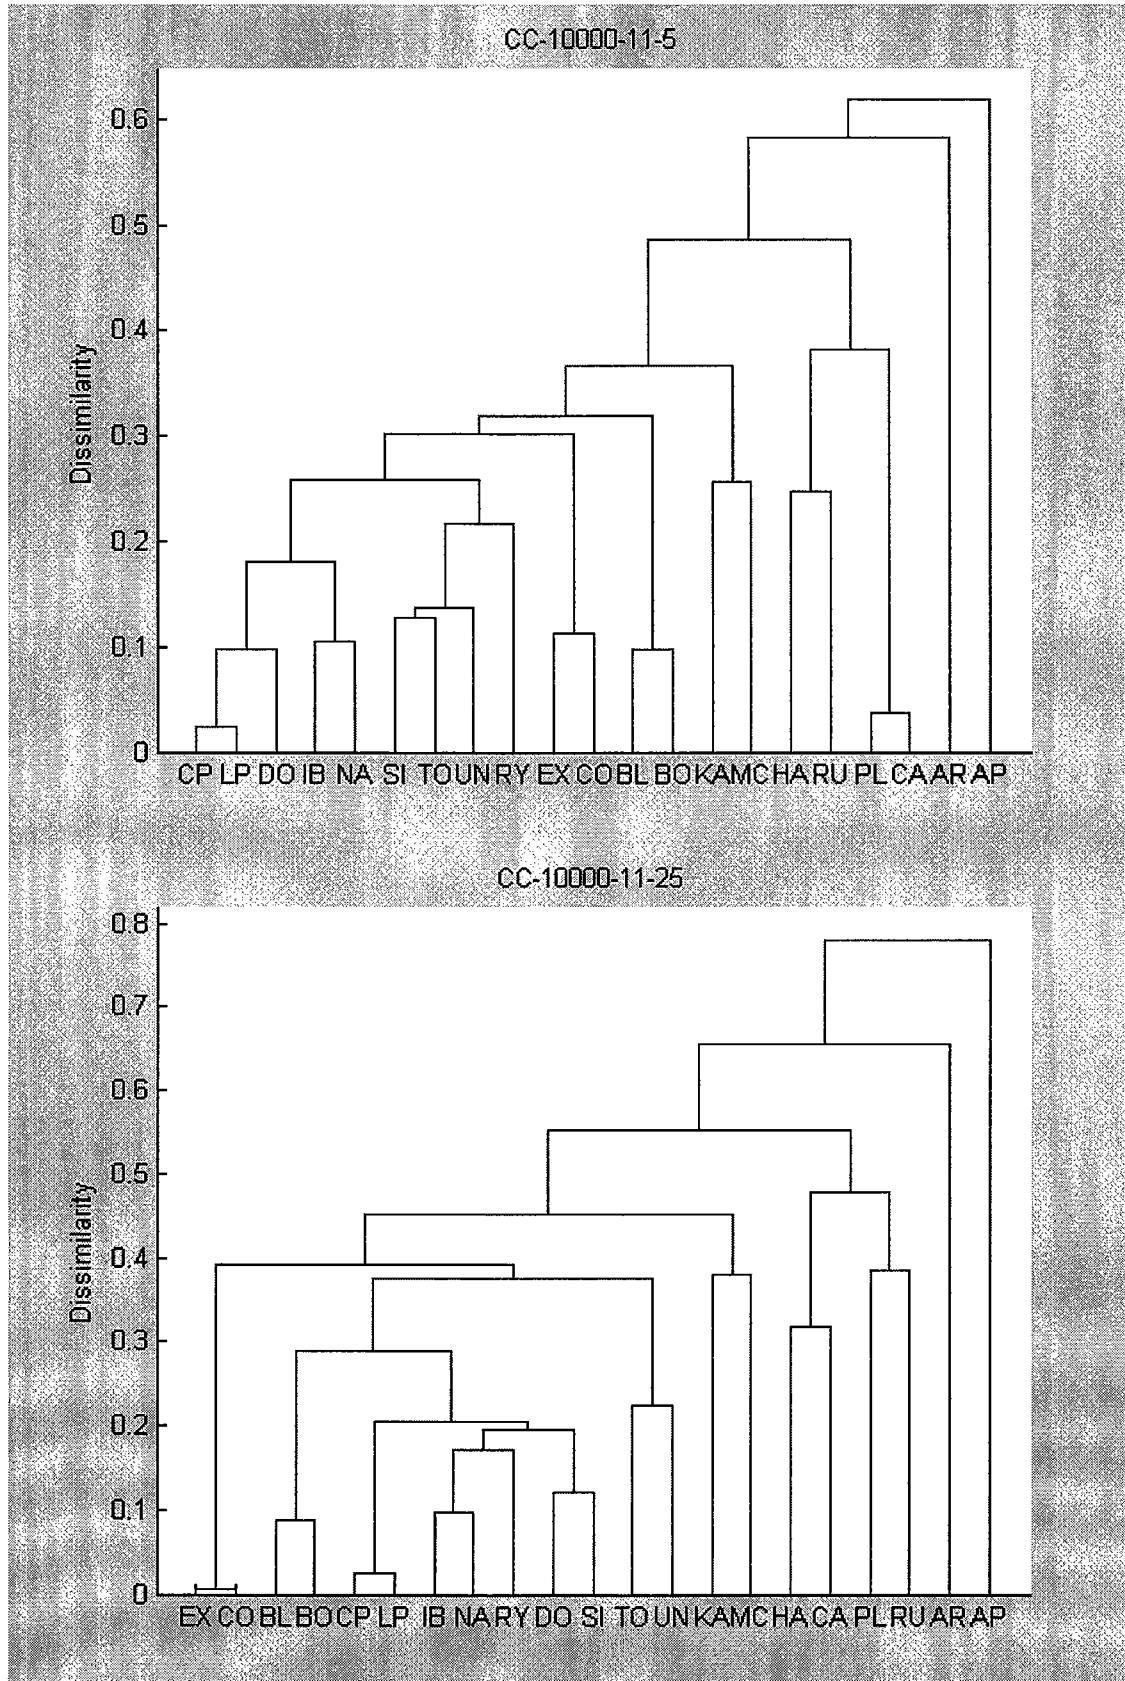 CC-10000-11-5
0.6
0.5
0.4
0.3
0.2
0.1
0
Dissimilarity
CP LP DO IB NA SI TO UN RY EX CO BL BO KA MC HA RU PL CA AR AP
CC-10000-11-25
0.8
0.7
0.6
0.5
0.4
0.3
0.2
0.1
0
Dissimilarity
EX CO BL BO CP LP IB NA RY DO SI TO UN KA MC HA CA PL RU AR AP